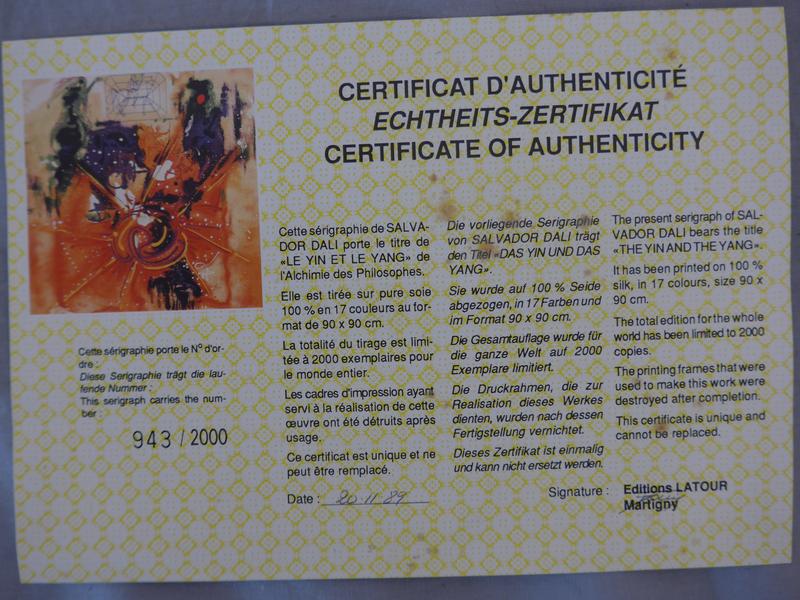 CERTIFICAT D'AUTHENTICITÉ
ECHTHEITS-ZERTIFIKAT
CERTIFICATE OF AUTHENTICITY
Cette sérigraphie de SALVA-
DOR DALI porte le titre de
«LE YIN ET LE YANG» de
l'Alchimie des Philosophes.
Elle est tirée sur pure soie
100 % en 17 couleurs au for-
mat de 90 x 90 cm.
La totalité du tirage est limi-
tée à 2000 exemplaires pour
le monde entier.
Les cadres d'impression ayant
servi à la réalisation de cette
œuvre ont été détruits après
usage.
Ce certificat est unique et ne
peut être remplacé.
Die vorliegende Serigraphie
von SALVADOR DALI trägt
den Titel «DAS YIN UND DAS
YANG».
Sie wurde auf 100 % Seide
abgezogen, in 17 Farben und
im Format 90 x 90 cm.
Die Gesamtauflage wurde für
die ganze Welt auf 2000
Exemplare limitiert.
Die Druckrahmen, die zur
Realisation dieses Werkes
dienten, wurden nach dessen
Fertigstellung vernichtet.
Dieses Zertifikat ist einmalig
und kann nicht ersetzt werden.
The present serigraph of SAL-
VADOR DALI bears the title
«THE YIN AND THE YANG».
It has been printed on 100 %
silk, in 17 colours, size 90 x
90 cm.
The total edition for the whole
world has been limited to 2000
copies.
The printing frames that were
used to make this work were
destroyed after completion.
This certificate is unique and
cannot be replaced.
Cette sérigraphie porte le No d'or-
dre :
Diese Serigraphie trägt die lau-
fende Nummer :
This serigraph carries the num-
ber :
943 / 2000
Date : 20.11.89
Signature : Editions LATOUR
Martigny